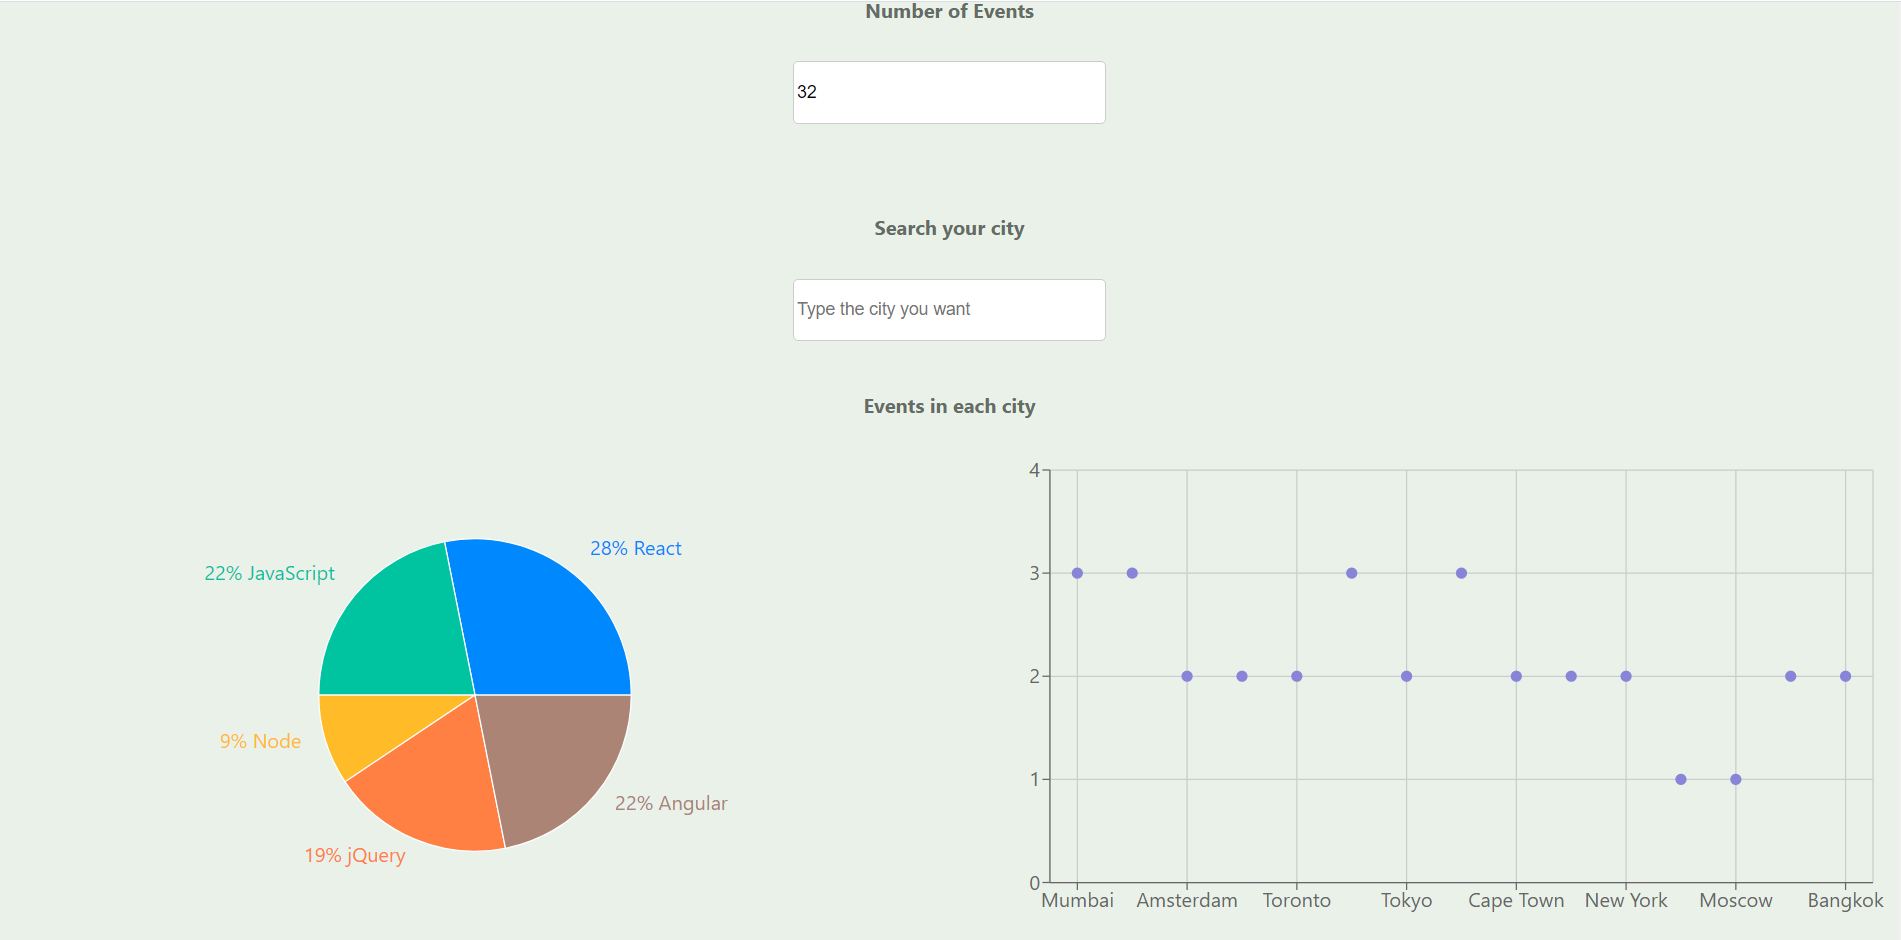 Number of Events
32
Search your city
Type the city you want
Events in each city
28% React
22% JavaScript
9% Node
19% jQuery
22% Angular
4
3
2
1
0
Mumbai Amsterdam Toronto Tokyo Cape Town New York Moscow Bangkok